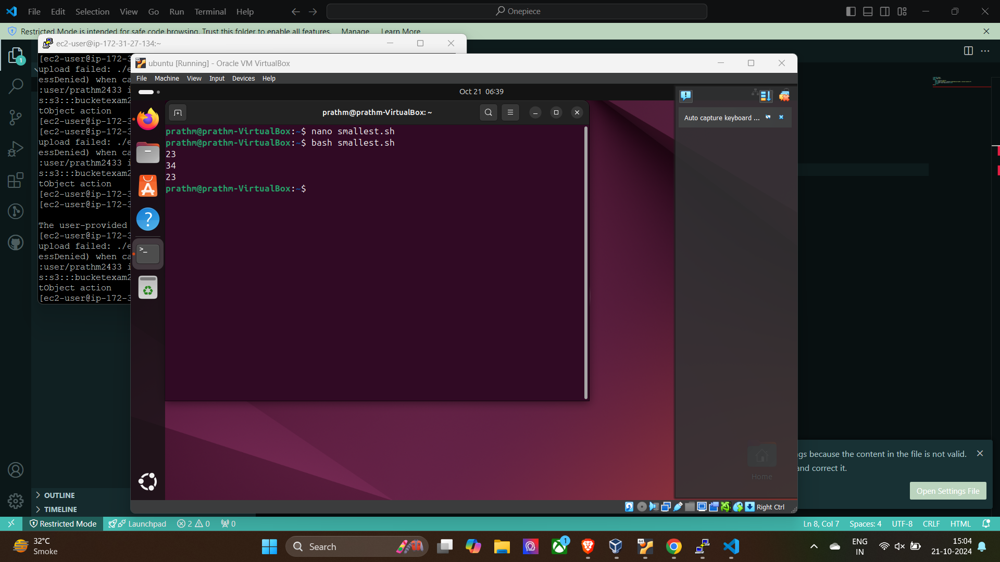 File Edit Selection View Go Run Terminal Help
Onepiece
Restricted Mode is intended for safe code browsing. Trust this folder to enable all features. Manage Learn More
ec2-user@ip-172-31-27-134:~
[ec2-user@ip-172-3
upload failed: ./e
essDenied) when ca
:user/prathm2433 i
s:s3:::bucketexam2
tObject action
[ec2-user@ip-172-3
[ec2-user@ip-172-3
upload failed: ./e
essDenied) when ca
:user/prathm2433 i
s:s3:::bucketexam2
tObject action
[ec2-user@ip-172-3
[ec2-user@ip-172-3
The user-provided
[ec2-user@ip-172-3
upload failed: ./e
essDenied) when ca
:user/prathm2433 i
s:s3:::bucketexam2
tObject action
[ec2-user@ip-172-3
1
ubuntu [Running] - Oracle VM VirtualBox
File Machine View Input Devices Help
Oct 21 06:39
prathm@prathm-VirtualBox: ~
prathm@prathm-VirtualBox:~$ nano smallest.sh
prathm@prathm-VirtualBox:~$ bash smallest.sh
23
34
23
prathm@prathm-VirtualBox:~$
Auto capture keyboard ...
Home
Right Ctrl
gs because the content in the file is not valid.
and correct it.
Open Settings File
OUTLINE
TIMELINE
Restricted Mode Launchpad 2 0 0
Ln 8, Col 7 Spaces: 4 UTF-8 CRLF HTML
32°C
Smoke
Search
64
1
ENG
IN
15:04
21-10-2024